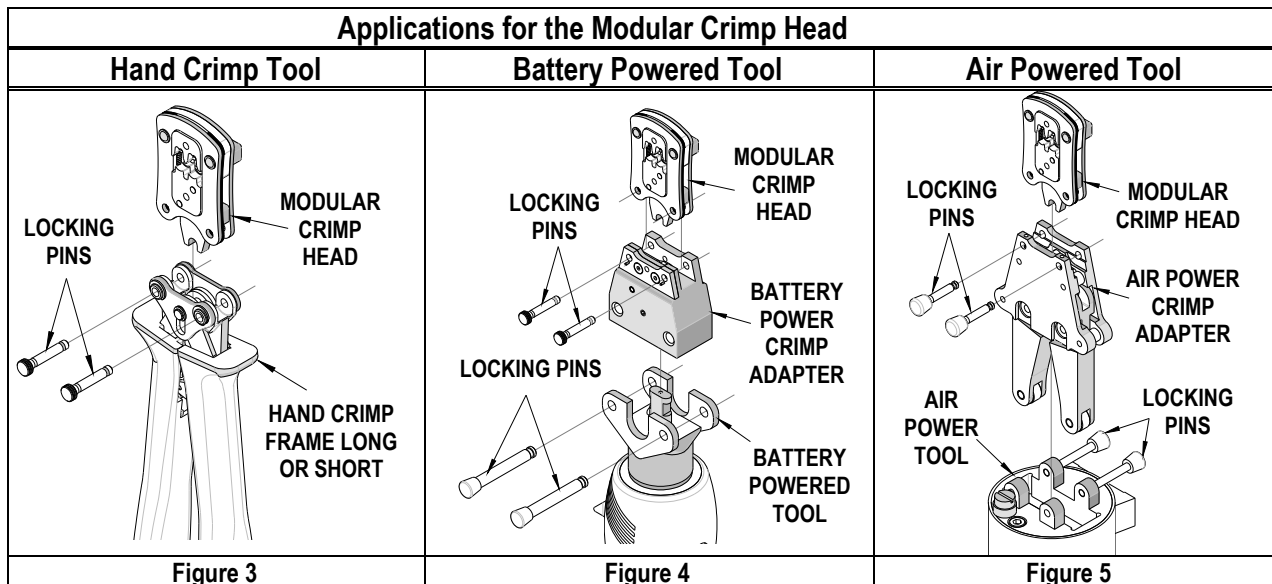 Applications for the Modular Crimp Head
Hand Crimp Tool
Battery Powered Tool
Air Powered Tool
LOCKING
PINS
MODULAR
CRIMP
HEAD
HAND CRIMP
FRAME LONG
OR SHORT
LOCKING
PINS
MODULAR
CRIMP
HEAD
BATTERY
POWER
CRIMP
ADAPTER
LOCKING PINS
BATTERY
POWERED
TOOL
LOCKING
PINS
MODULAR
CRIMP HEAD
AIR POWER
CRIMP
ADAPTER
AIR
POWER
TOOL
LOCKING
PINS
Figure 3
Figure 4
Figure 5